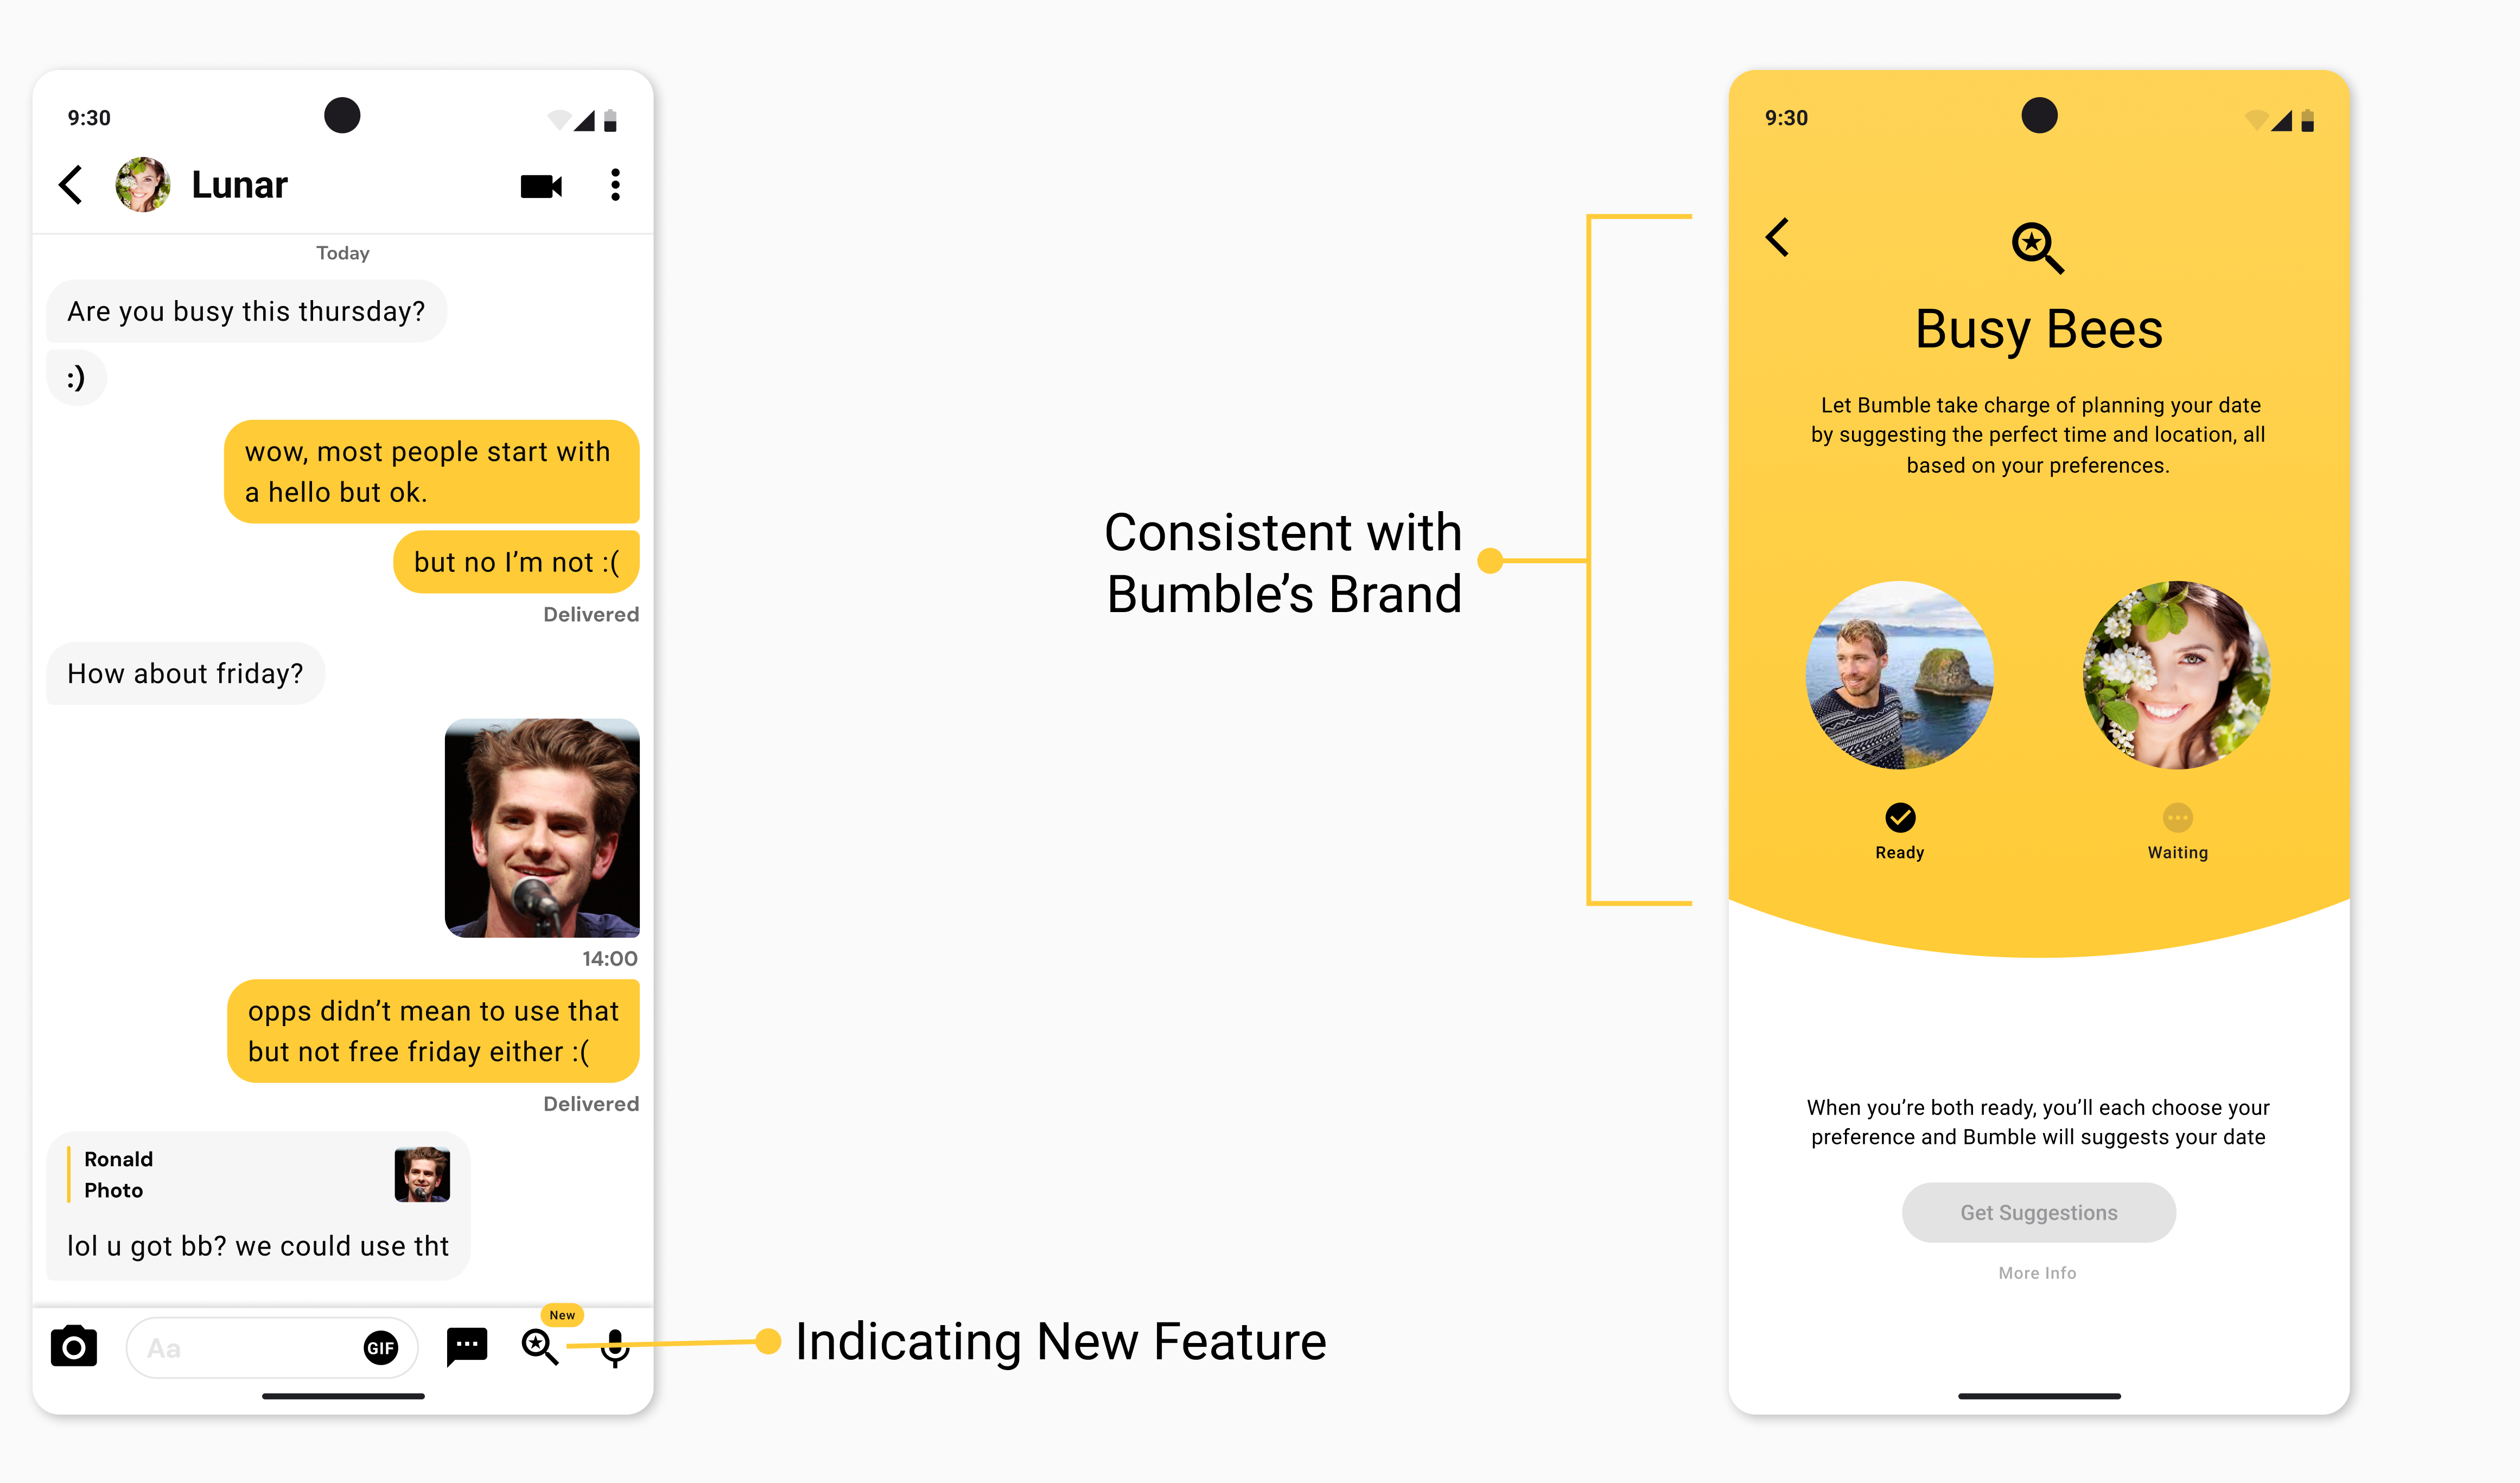 9:30
Lunar
Today
Are you busy this thursday?
:)
wow, most people start with
a hello but ok.
but no I’m not :(
Delivered
How about friday?
14:00
opps didn’t mean to use that
but not free friday either :(
Delivered
Ronald
Photo
lol u got bb? we could use tht
New
Aa
GIF
Indicating New Feature
Consistent with
Bumble’s Brand
9:30
Busy Bees
Let Bumble take charge of planning your date
by suggesting the perfect time and location, all
based on your preferences.
Ready
Waiting
When you’re both ready, you’ll each choose your
preference and Bumble will suggests your date
Get Suggestions
More Info